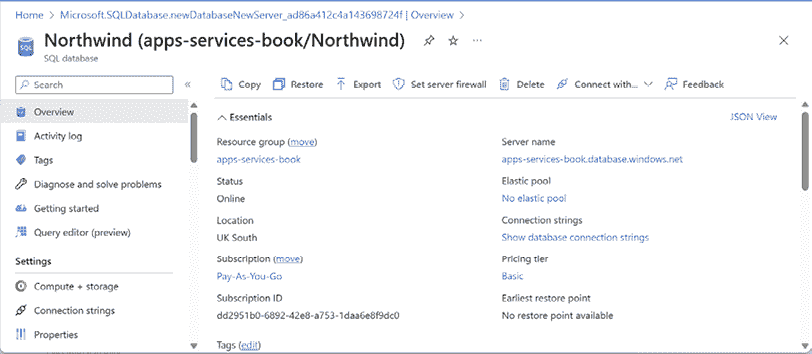 Home > Microsoft.SQLDatabase.newDatabaseNewServer_ad86a412c4a143698724f | Overview >
Northwind (apps-services-book/Northwind)
SQL database
Search
Overview
Activity log
Tags
Diagnose and solve problems
Getting started
Query editor (preview)
Settings
Compute + storage
Connection strings
Properties
Copy Restore Export Set server firewall Delete Connect with... Feedback
Essentials JSON View
Resource group (move)
apps-services-book
Status
Online
Location
UK South
Subscription (move)
Pay-As-You-Go
Subscription ID
dd2951b0-6892-42e8-a753-1daa6e8f9dc0
Tags (edit)
Server name
apps-services-book.database.windows.net
Elastic pool
No elastic pool
Connection strings
Show database connection strings
Pricing tier
Basic
Earliest restore point
No restore point available